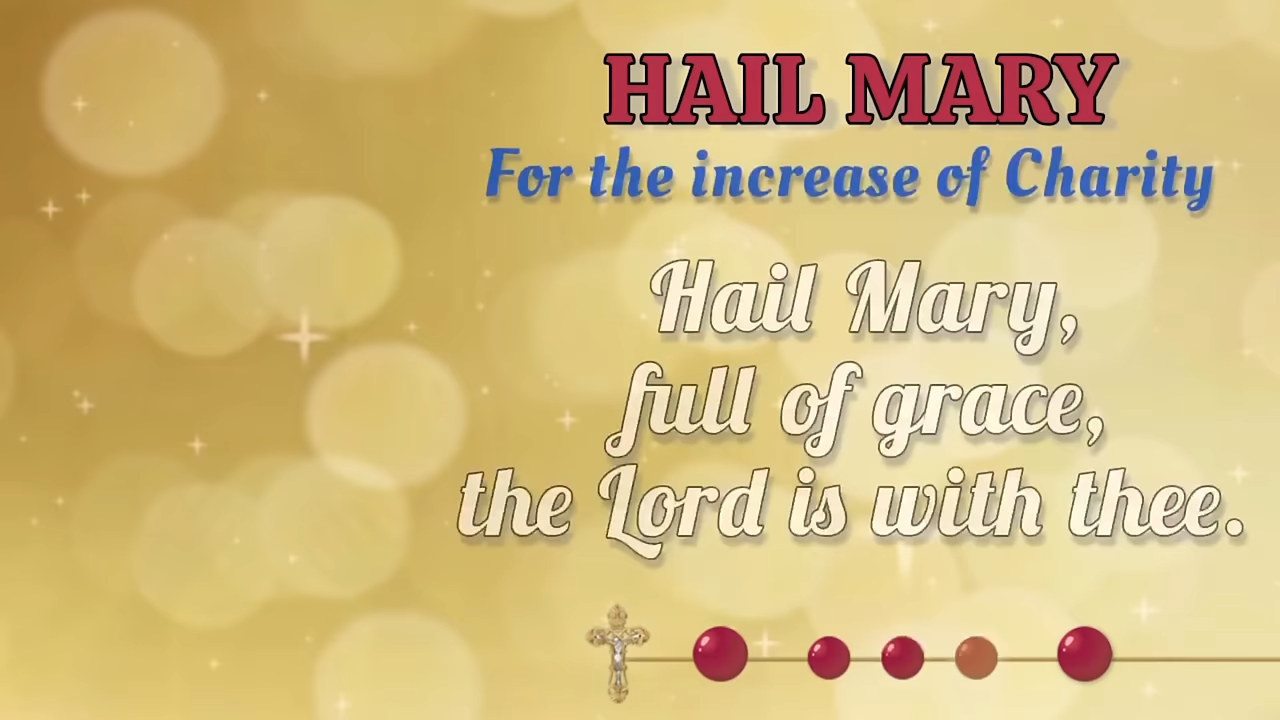 HAIL MARY
For the increase of Charity
Hail Mary,
full of grace,
the Lord is with thee.